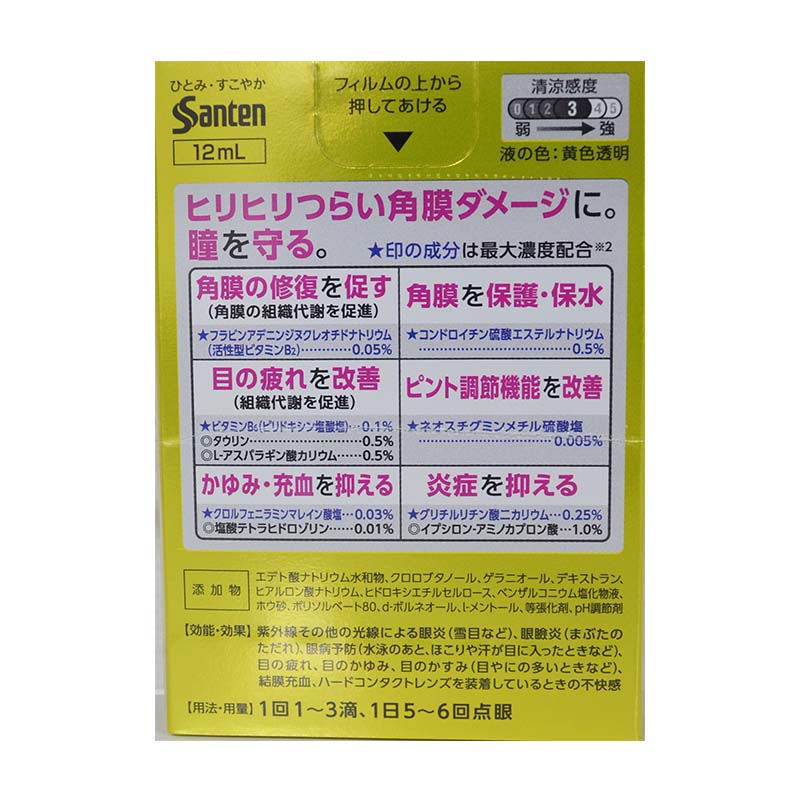 ひとみ・すこやか
Santen
12mL
フィルムの上から
押してあける
清涼感度
0 1 2 3 4 5
弱 強
液の色：黄色透明
ヒリヒリつらい角膜ダメージに。
瞳を守る。 ★印の成分は最大濃度配合※2
角膜の修復を促す
(角膜の組織代謝を促進)
★フラビンアデニンジヌクレオチドナトリウム
(活性型ビタミンB2)…………0.05%
角膜を保護・保水
★コンドロイチン硫酸エステルナトリウム
……………………0.5%
目の疲れを改善
(組織代謝を促進)
★ビタミンB6(ピリドキシン塩酸塩)…0.1%
◎タウリン……………………0.5%
◎L-アスパラギン酸カリウム……0.5%
ピント調節機能を改善
★ネオスチグミンメチル硫酸塩
……………………0.005%
かゆみ・充血を抑える
★クロルフェニラミンマレイン酸塩…0.03%
◎塩酸テトラヒドロゾリン………0.01%
炎症を抑える
★グリチルリチン酸二カリウム……0.25%
◎イプシロン-アミノカプロン酸…1.0%
添加物
エデト酸ナトリウム水和物、クロロブタノール、ゲラニオール、デキストラン、
ヒアルロン酸ナトリウム、ヒドロキシエチルセルロース、ベンザルコニウム塩化物液、
ホウ砂、ポリソルベート80、d-ボルネオール、l-メントール、等張化剤、pH調節剤
【効能・効果】紫外線その他の光線による眼炎(雪目など)、眼瞼炎(まぶたの
ただれ)、眼病予防(水泳のあと、ほこりや汗が目に入ったときなど)、
目の疲れ、目のかゆみ、目のかすみ(目やにの多いときなど)、
結膜充血、ハードコンタクトレンズを装着しているときの不快感
【用法・用量】1回1〜3滴、1日5〜6回点眼